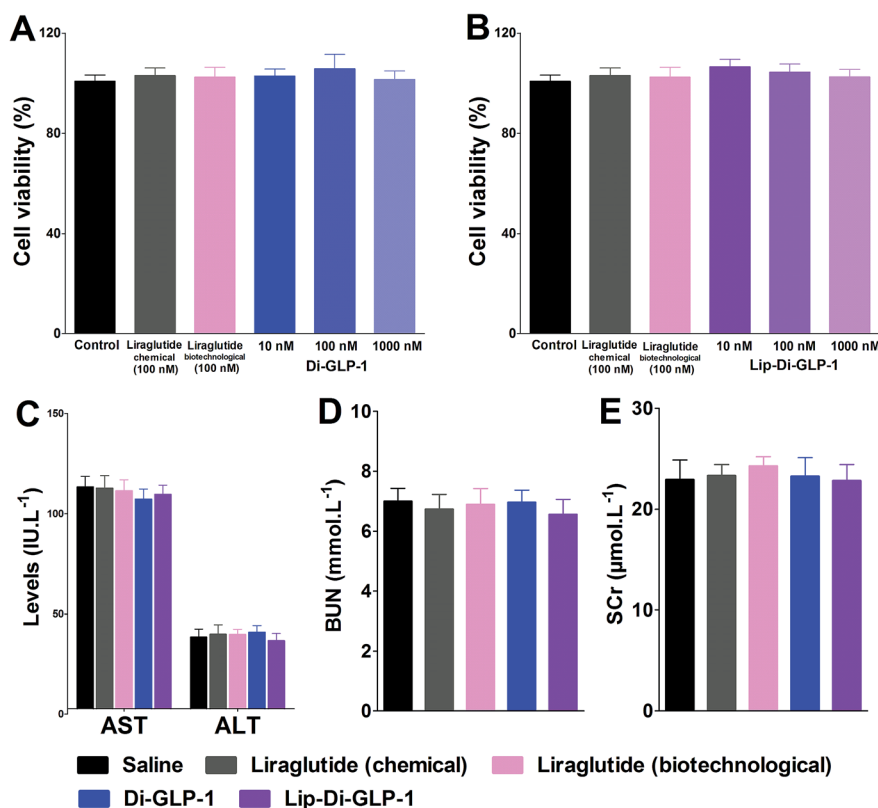 A
Cell viability (%)
120
80
40
0
Control
Liraglutide
chemical
(100 nM)
Liraglutide
biotechnological
(100 nM)
10 nM
100 nM
1000 nM
Di-GLP-1
B
Cell viability (%)
120
80
40
0
Control
Liraglutide
chemical
(100 nM)
Liraglutide
biotechnological
(100 nM)
10 nM
100 nM
1000 nM
Lip-Di-GLP-1
C
Levels (IU.L⁻¹)
150
100
50
0
AST
ALT
D
BUN (mmol.L⁻¹)
10
8
6
4
2
0
E
SCr (µmol.L⁻¹)
30
20
10
0
Saline
Liraglutide (chemical)
Liraglutide (biotechnological)
Di-GLP-1
Lip-Di-GLP-1